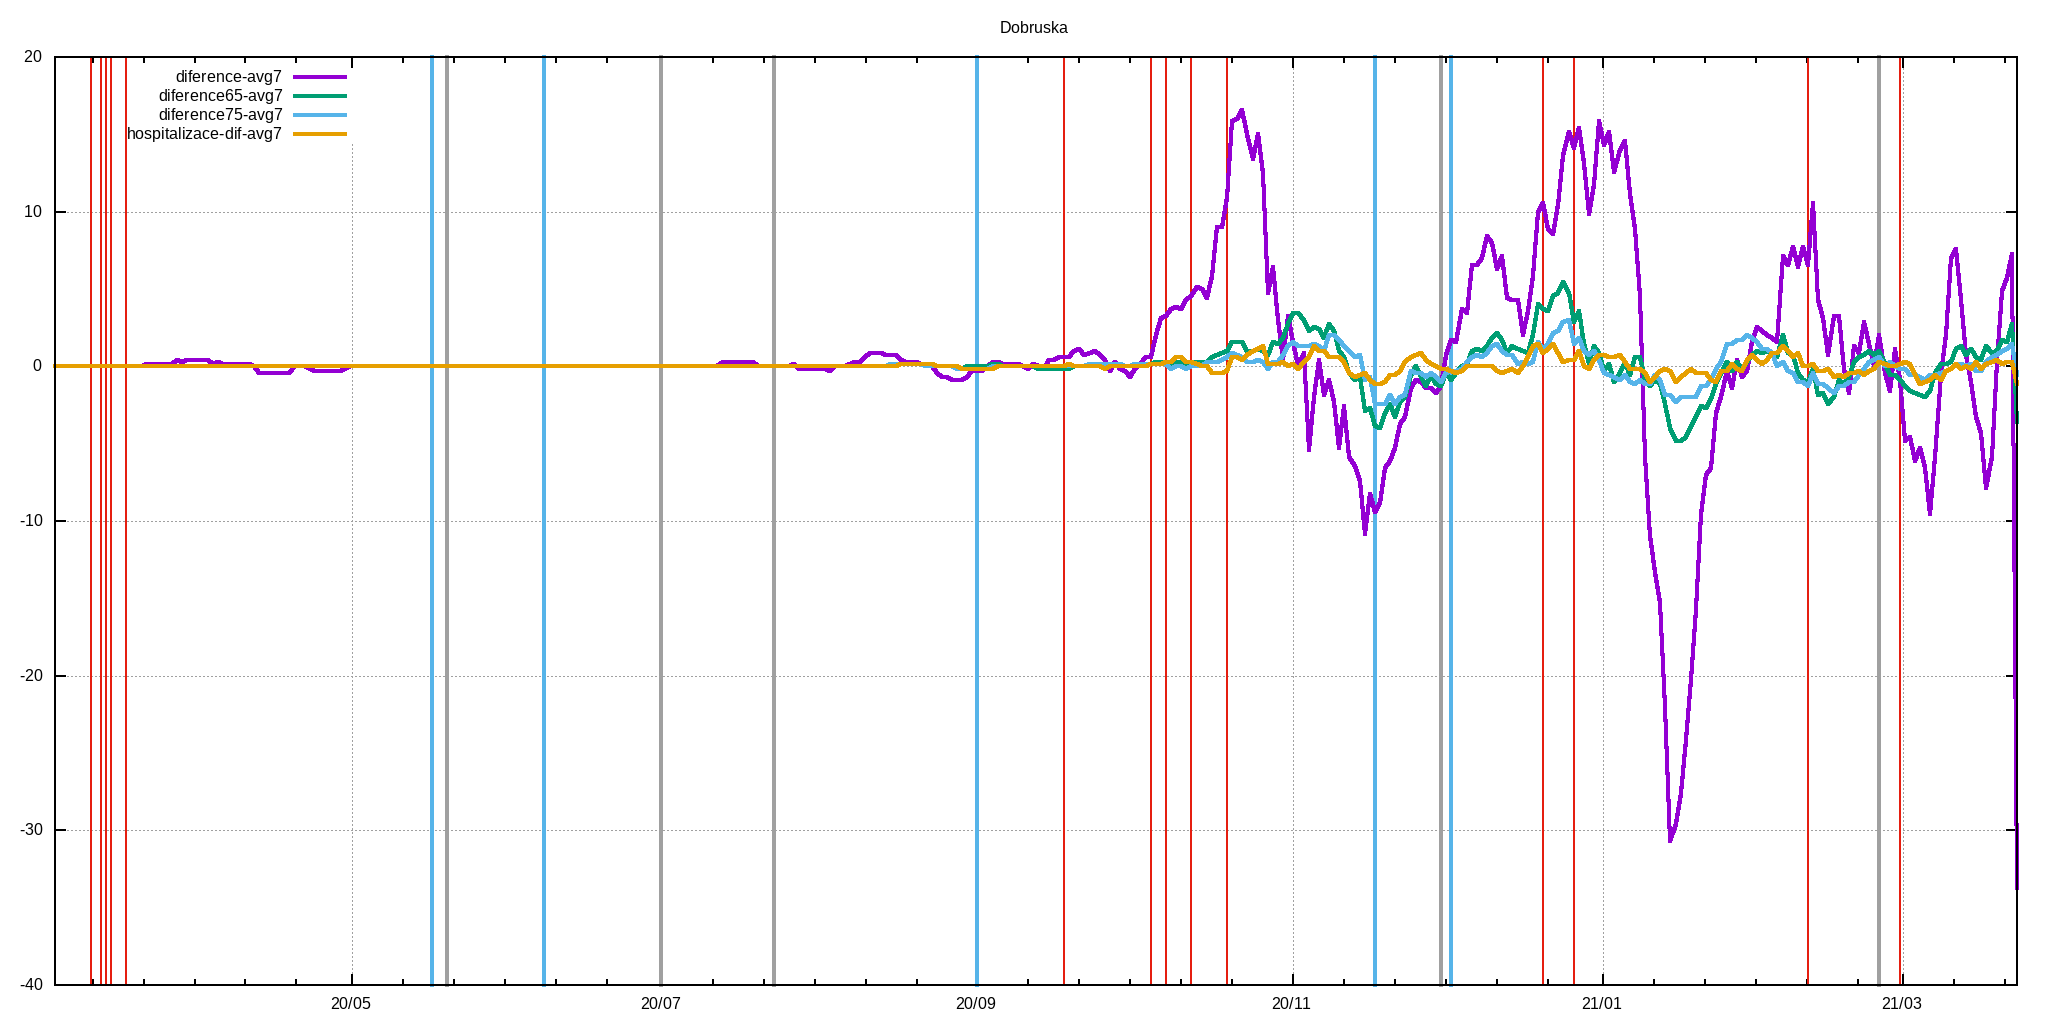 Dobruska
20
diference-avg7
diference65-avg7
diference75-avg7
hospitalizace-dif-avg7
10
0
-10
-20
-30
-40
20/05 20/07 20/09 20/11 21/01 21/03